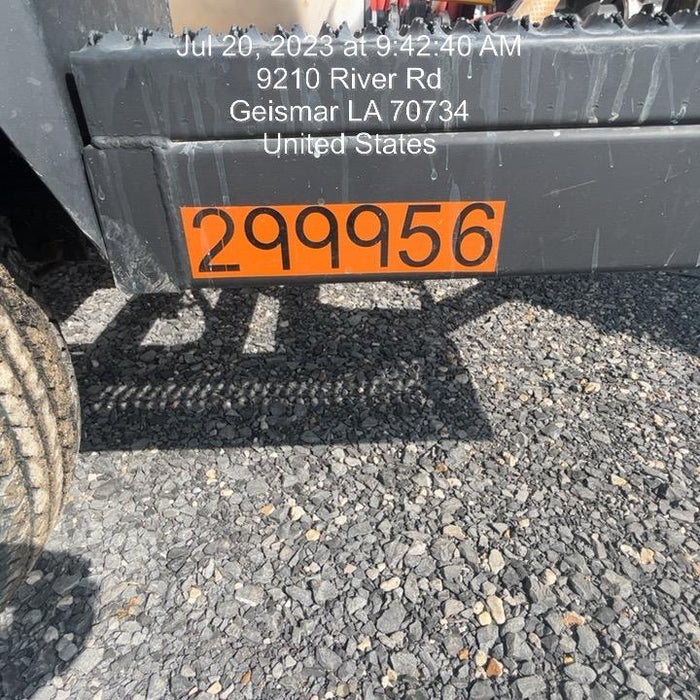 Jul 20, 2023 at 9:42:40 AM
9210 River Rd
Geismar LA 70734
United States
299956